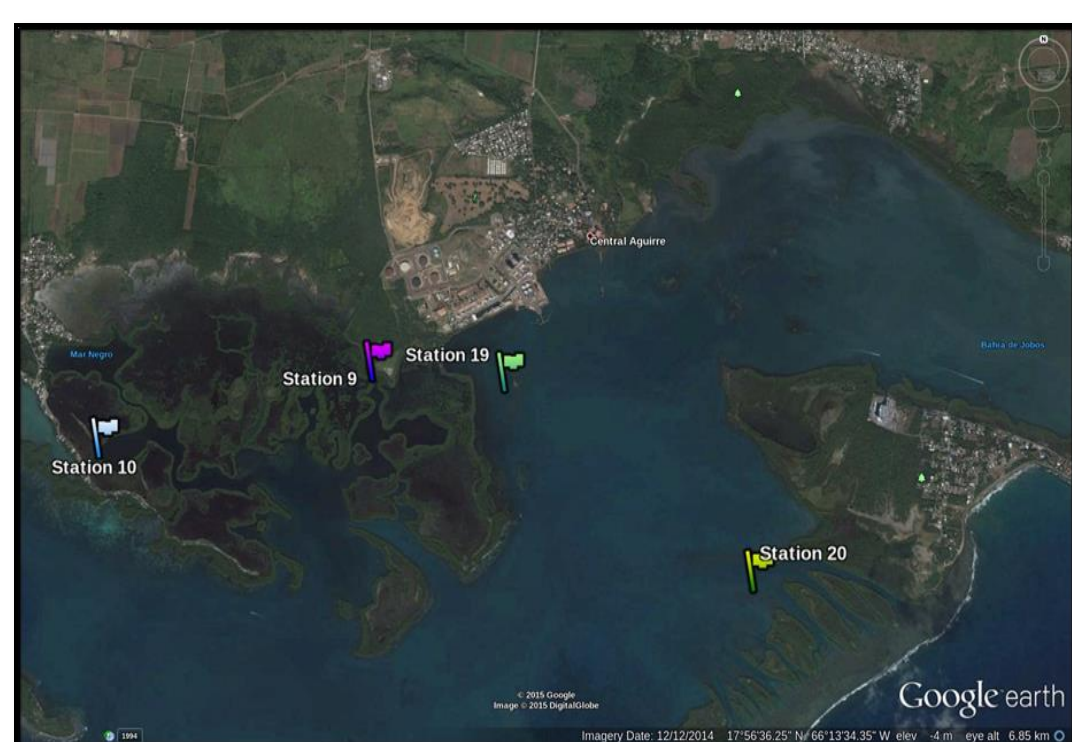 N
Central Aguirre
Bahia de Jobos
Mar Negro
Station 19
Station 9
Station 10
Station 20
© 2015 Google
Image © 2015 DigitalGlobe
Google earth
1994
Imagery Date: 12/12/2014 17°56'36.25" N 66°13'34.35" W elev -4 m eye alt 6.85 km